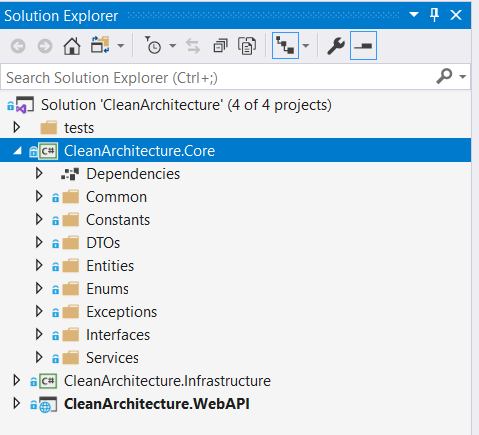 Solution Explorer
Search Solution Explorer (Ctrl+;)
Solution 'CleanArchitecture' (4 of 4 projects)
tests
C# CleanArchitecture.Core
Dependencies
Common
Constants
DTOs
Entities
Enums
Exceptions
Interfaces
Services
C# CleanArchitecture.Infrastructure
CleanArchitecture.WebAPI